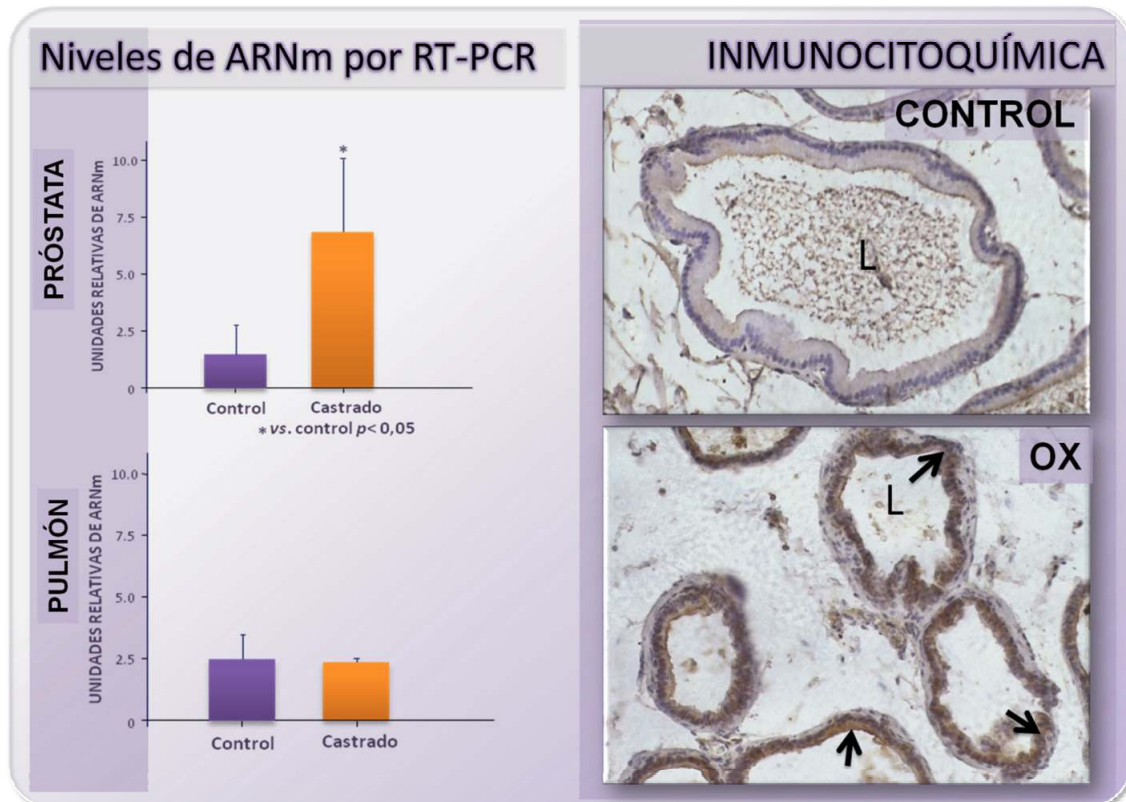 Niveles de ARNm por RT-PCR
PRÓSTATA
UNIDADES RELATIVAS DE ARNm
10.0
7.5
5.0
2.5
0
*
Control
Castrado
* vs. control p< 0,05
PULMÓN
UNIDADES RELATIVAS DE ARNm
10.0
7.5
5.0
2.5
0
Control
Castrado
INMUNOCITOQUÍMICA
CONTROL
L
OX
L